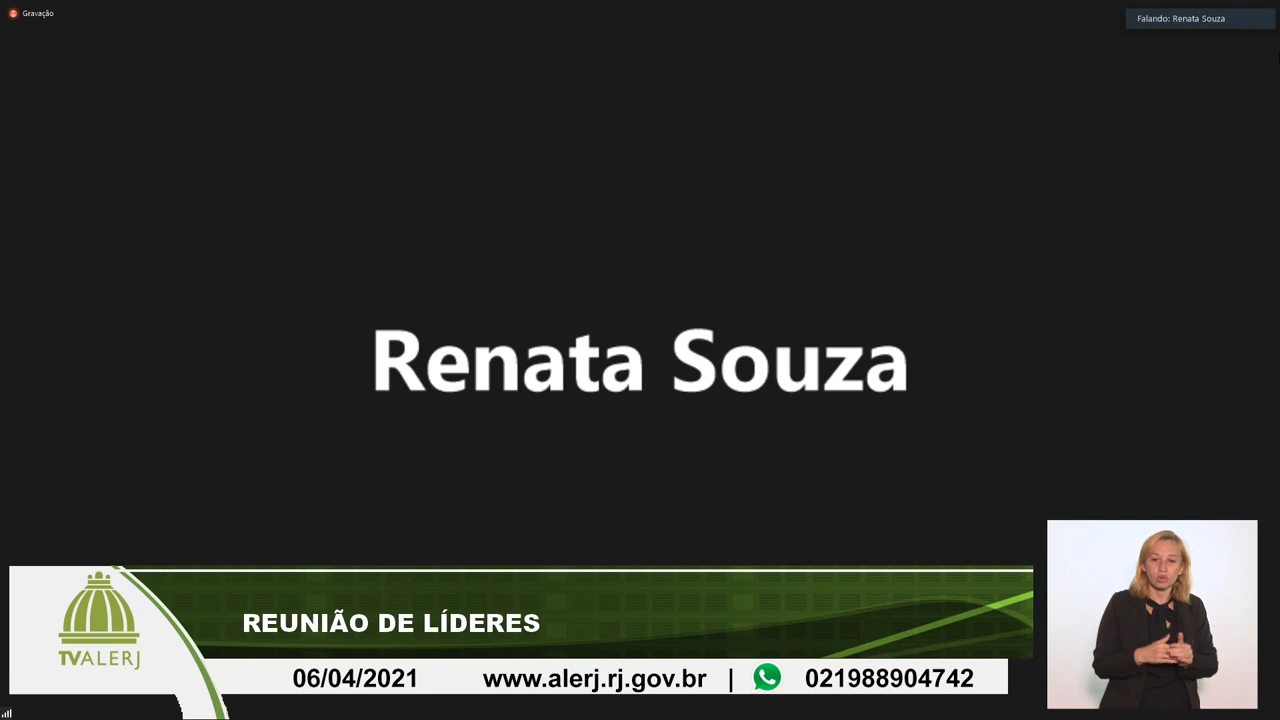 Gravação
Falando: Renata Souza
Renata Souza
REUNIÃO DE LÍDERES
TVALERJ
06/04/2021 www.alerj.rj.gov.br | 021988904742